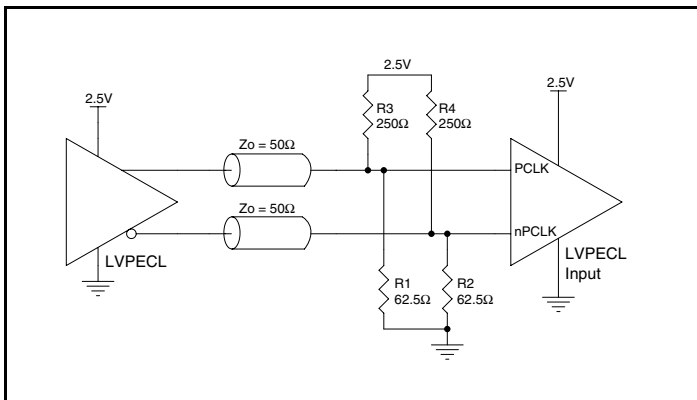 2.5V
2.5V
2.5V
R3
250Ω
R4
250Ω
Zo = 50Ω
PCLK
Zo = 50Ω
nPCLK
LVPECL
LVPECL
Input
R1
62.5Ω
R2
62.5Ω